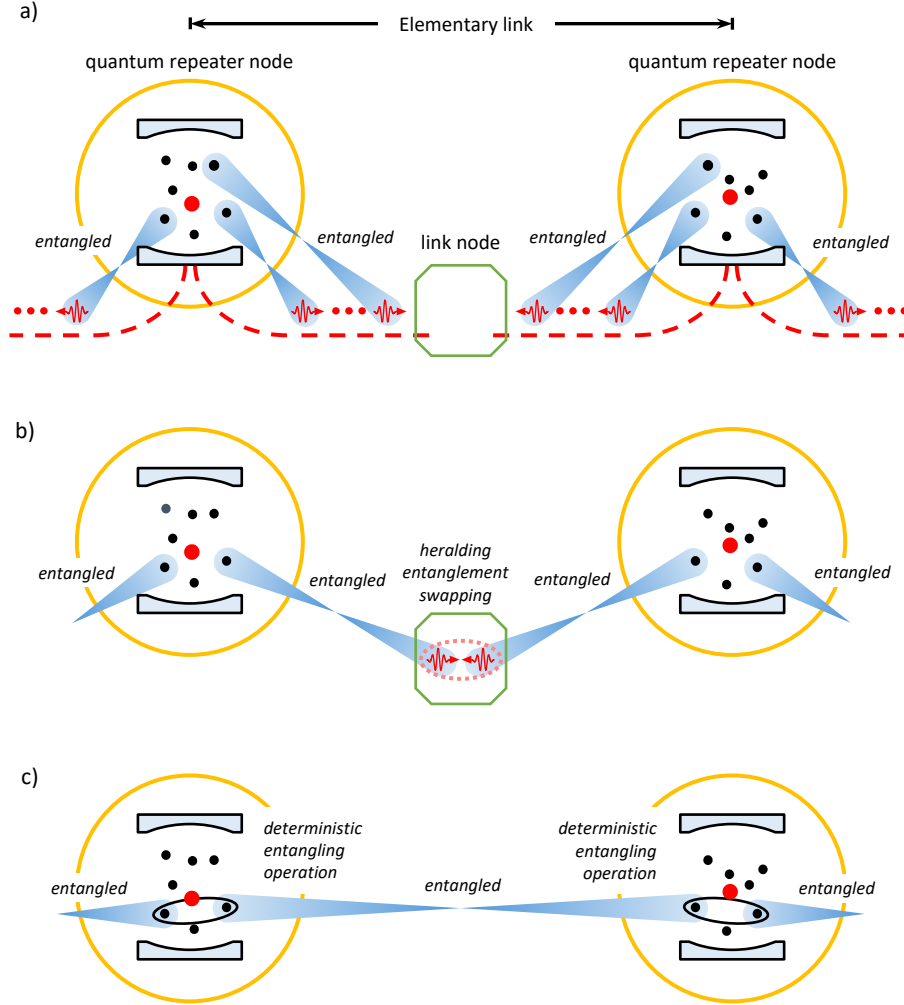 a)
Elementary link
quantum repeater node
quantum repeater node
entangled
entangled
link node
entangled
entangled
b)
heralding
entanglement
swapping
entangled
entangled
entangled
entangled
c)
deterministic
entangling
operation
deterministic
entangling
operation
entangled
entangled
entangled